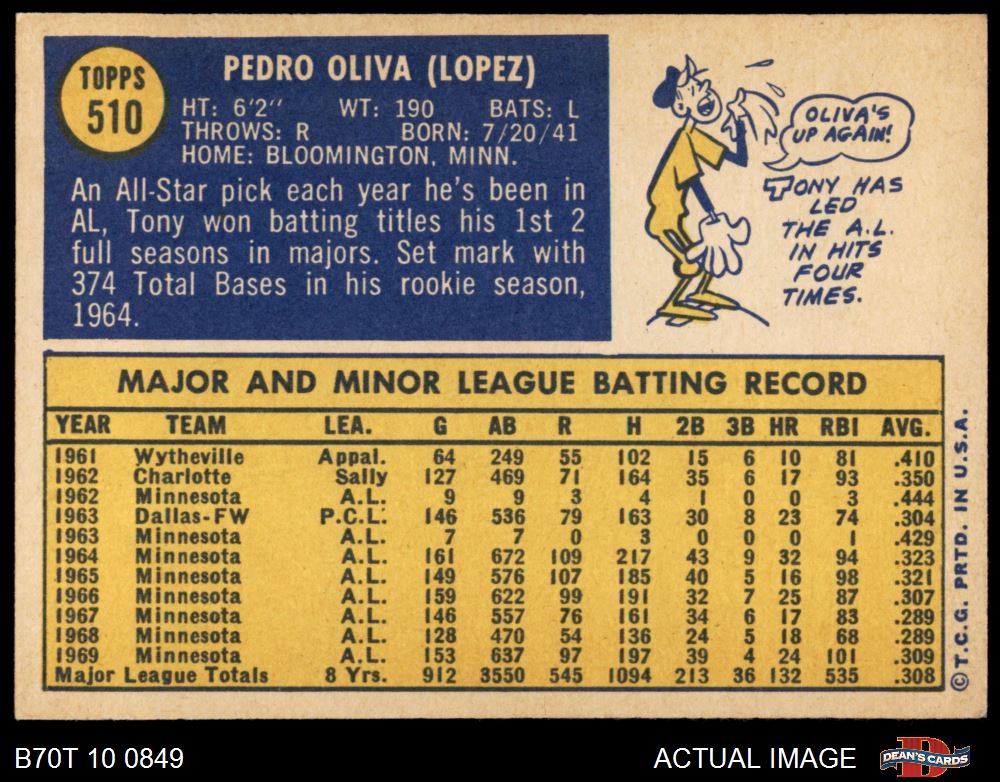 TOPPS
510
PEDRO OLIVA (LOPEZ)
HT: 6'2" WT: 190 BATS: L
THROWS: R BORN: 7/20/41
HOME: BLOOMINGTON, MINN.
An All-Star pick each year he's been in
AL, Tony won batting titles his 1st 2
full seasons in majors. Set mark with
374 Total Bases in his rookie season,
1964.
OLIVA'S
UP AGAIN!
TONY HAS
LED
THE A.L.
IN HITS
FOUR
TIMES.
MAJOR AND MINOR LEAGUE BATTING RECORD
YEAR TEAM LEA. G AB R H 2B 3B HR RBI AVG.
1961 Wytheville Appal. 64 249 55 102 15 6 10 81 .410
1962 Charlotte Sally 127 469 71 164 35 6 17 93 .350
1962 Minnesota A.L. 9 9 3 4 1 0 0 3 .444
1963 Dallas-FW P.C.L. 146 536 79 163 30 8 23 74 .304
1963 Minnesota A.L. 7 7 0 3 0 0 0 1 .429
1964 Minnesota A.L. 161 672 109 217 43 9 32 94 .323
1965 Minnesota A.L. 149 576 107 185 40 5 16 98 .321
1966 Minnesota A.L. 159 622 99 191 32 7 25 87 .307
1967 Minnesota A.L. 146 557 76 161 34 6 17 83 .289
1968 Minnesota A.L. 128 470 54 136 24 5 18 68 .289
1969 Minnesota A.L. 153 637 97 197 39 4 24 101 .309
Major League Totals 8 Yrs. 912 3550 545 1094 213 36 132 535 .308
©T.C.G. PRTD. IN U.S.A.
B70T 10 0849
ACTUAL IMAGE
D
DEAN'S CARDS